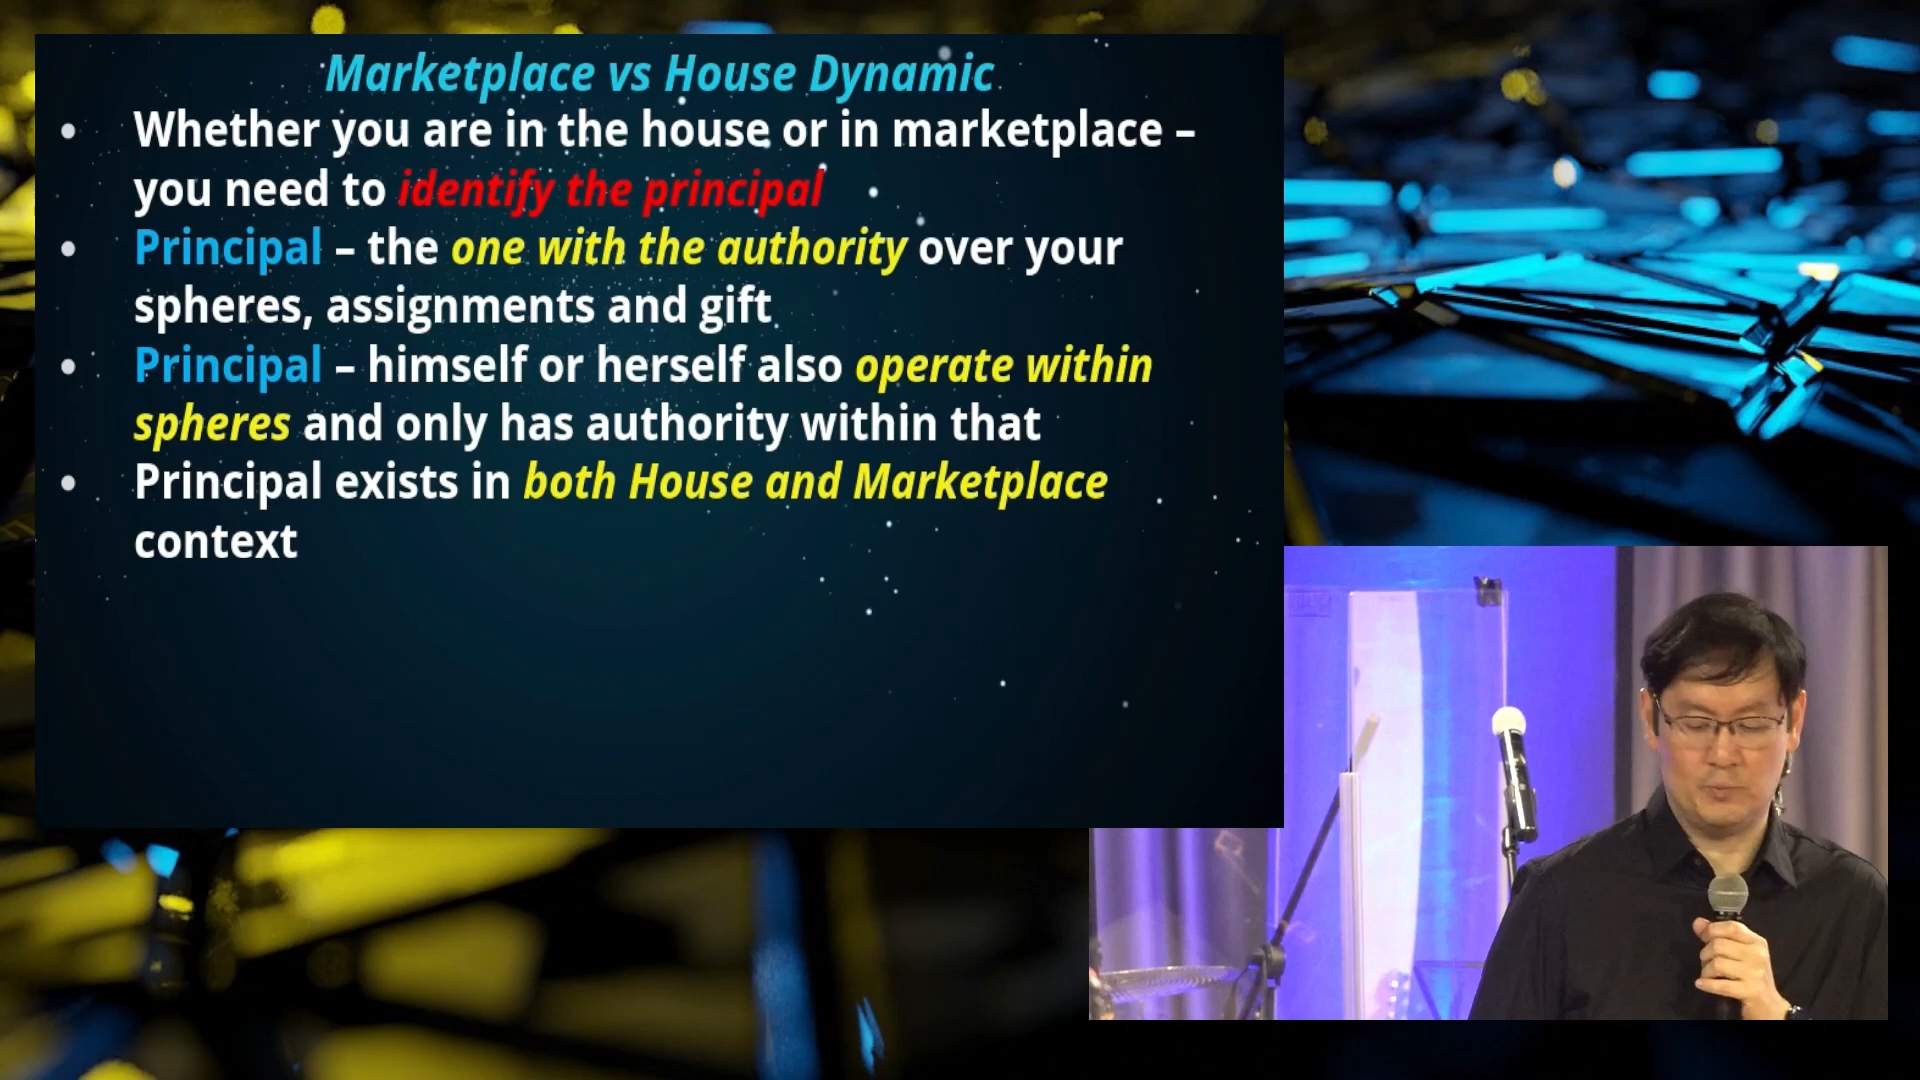 Marketplace vs House Dynamic
• Whether you are in the house or in marketplace –
you need to identify the principal
• Principal – the one with the authority over your
spheres, assignments and gift
• Principal – himself or herself also operate within
spheres and only has authority within that
• Principal exists in both House and Marketplace
context